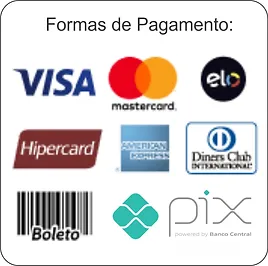 Formas de Pagamento:
VISA
mastercard.
elo
Hipercard
AMERICAN
EXPRESS
Diners Club
INTERNATIONAL
Boleto
pix
powered by Banco Central